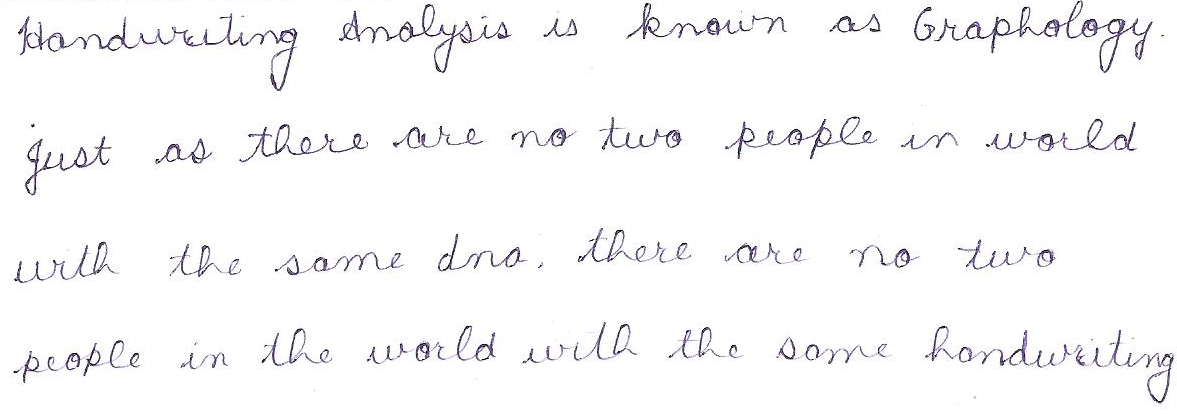 Handwriting Analysis is known as Graphology.
just as there are no two people in world
with the same dna. there are no two
people in the world with the same handwriting